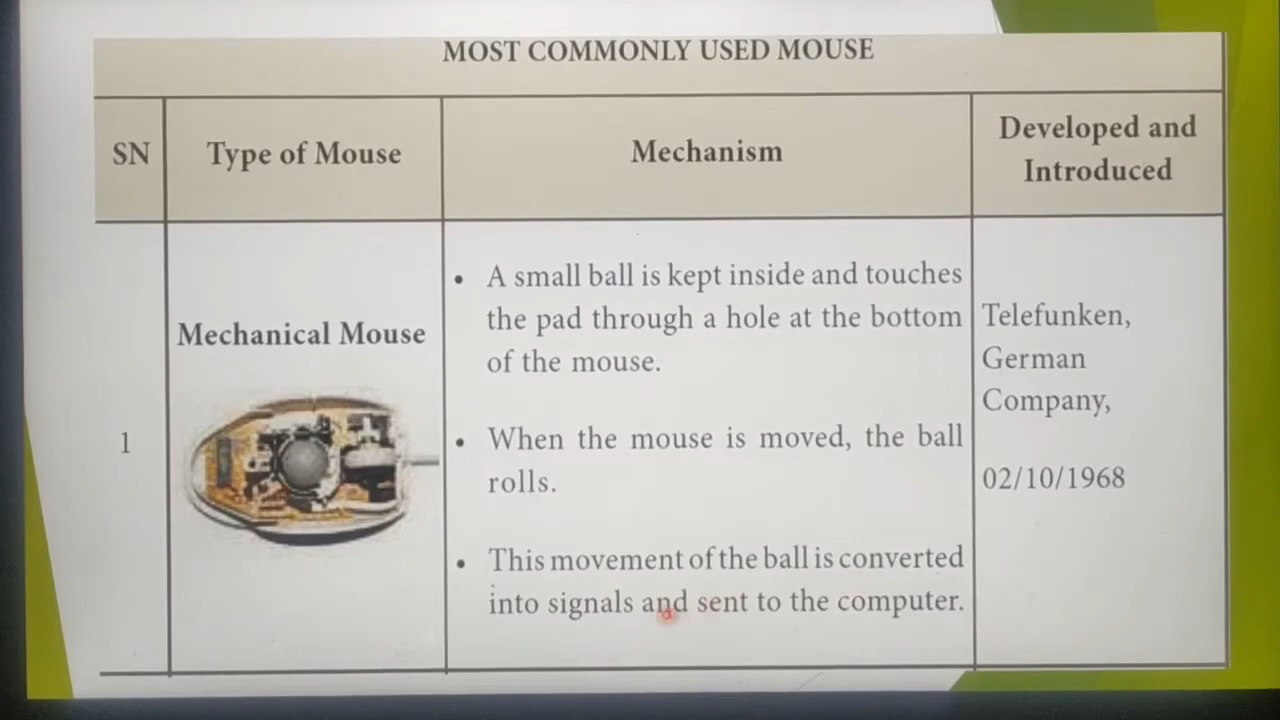 MOST COMMONLY USED MOUSE
SN
Type of Mouse
Mechanism
Developed and
Introduced
1
Mechanical Mouse
• A small ball is kept inside and touches
the pad through a hole at the bottom
of the mouse.
• When the mouse is moved, the ball
rolls.
• This movement of the ball is converted
into signals and sent to the computer.
Telefunken,
German
Company,
02/10/1968